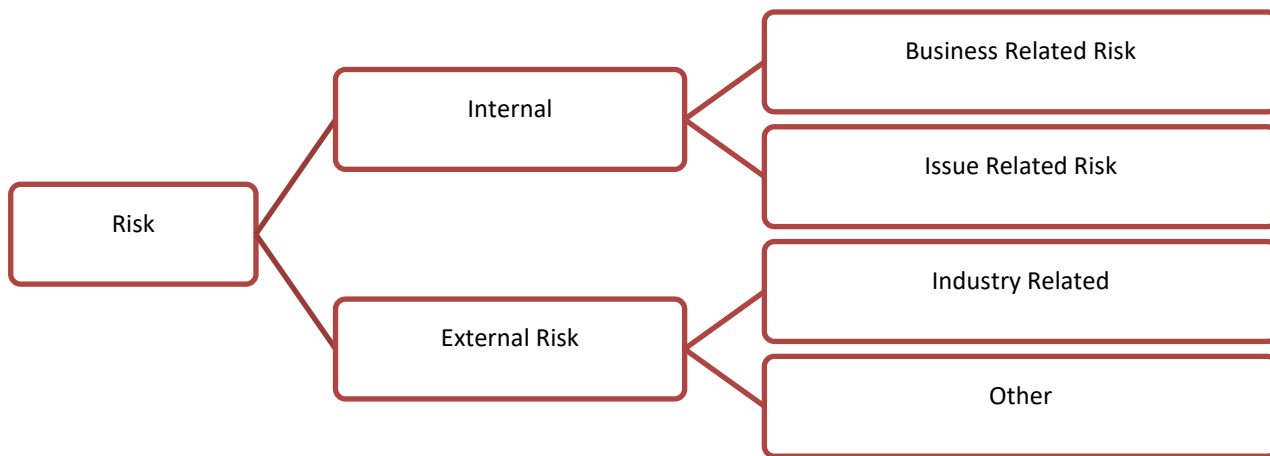 Risk
Internal
External Risk
Business Related Risk
Issue Related Risk
Industry Related
Other